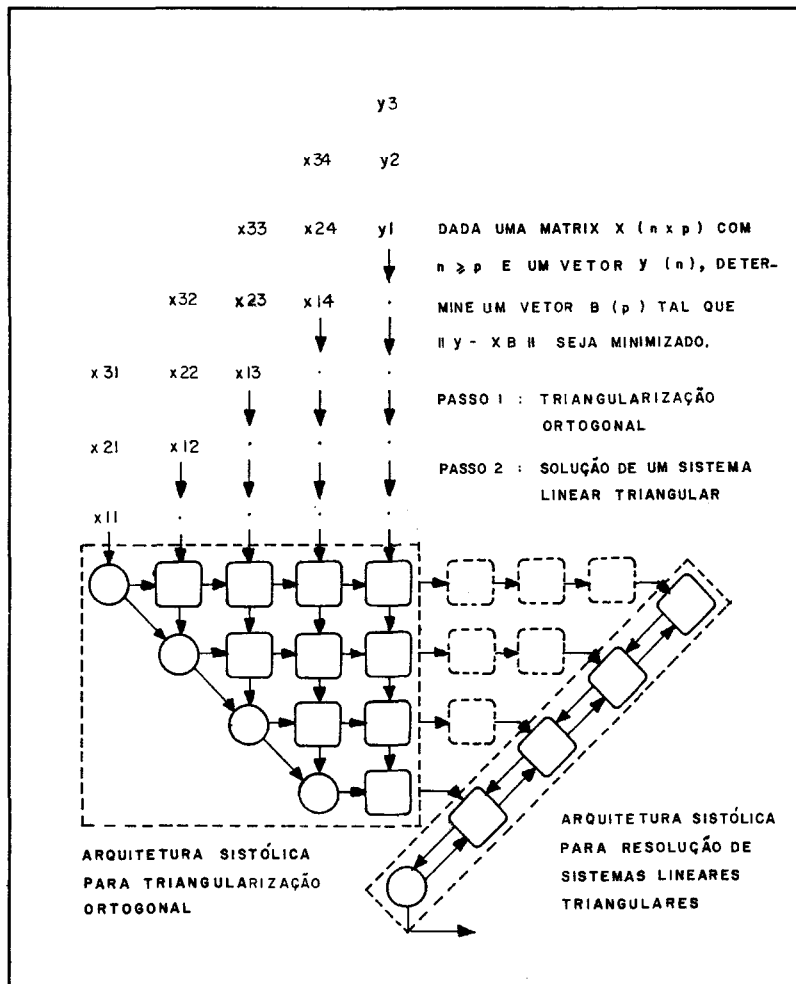 y3
x34 y2
x33 x24 y1
x32 x23 x14
x31 x22 x13
x21 x12
x11
DADA UMA MATRIX X (n x p) COM
n ⩾ p E UM VETOR y (n), DETER-
MINE UM VETOR B (p) TAL QUE
‖ y - XB ‖ SEJA MINIMIZADO.
PASSO 1 : TRIANGULARIZAÇÃO
ORTOGONAL
PASSO 2 : SOLUÇÃO DE UM SISTEMA
LINEAR TRIANGULAR
ARQUITETURA SISTÓLICA
PARA TRIANGULARIZAÇÃO
ORTOGONAL
ARQUITETURA SISTÓLICA
PARA RESOLUÇÃO DE
SISTEMAS LINEARES
TRIANGULARES